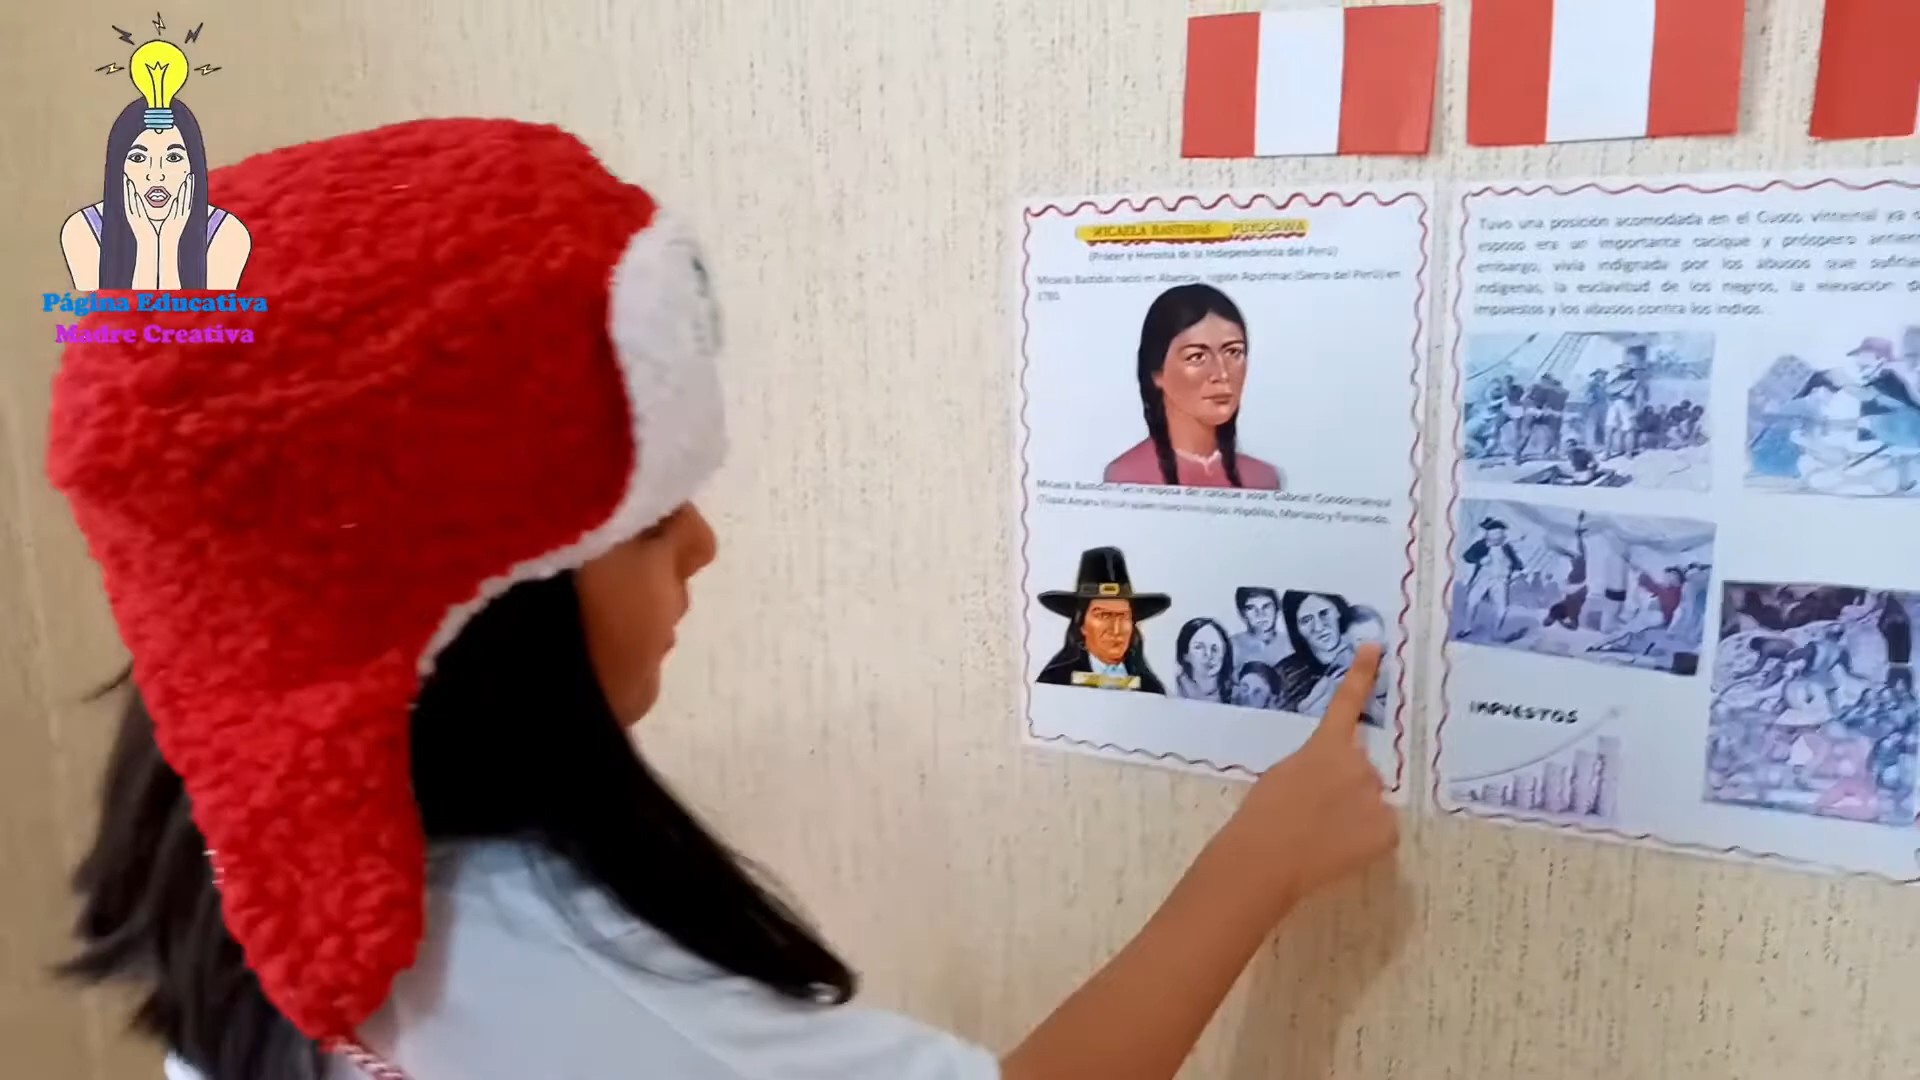 Página Educativa
Madre Creativa
MICAELA BASTIDAS PUYUCAWA
(Prócer y Heroína de la Independencia del Perú)
Micaela Bastidas nació en Abancay, región Apurímac (Sierra del Perú) en
Micaela Bastidas fue la esposa del cacique José Gabriel Condorcanqui
(Túpac Amaru II) con quien tuvo tres hijos: Hipólito, Mariano y Fernando.
Tuvo una posición acomodada en el Cusco virreinal ya
esposo era un importante cacique y próspero
embargo, vivía indignada por los abusos que
indígenas, la esclavitud de los negros, la elevación
impuestos y los abusos contra los indios.
IMPUESTOS